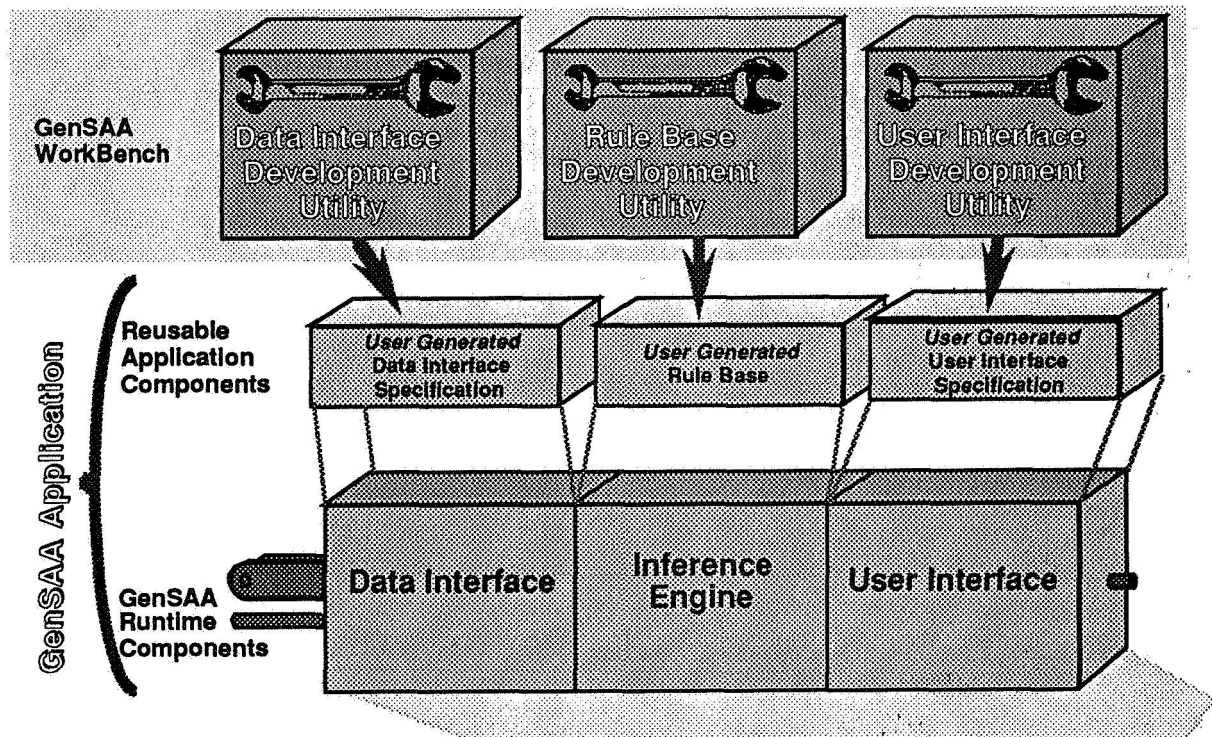 GenSAA
WorkBench
Data Interface
Development
Utility
Rule Base
Development
Utility
User Interface
Development
Utility
GenSAA Application
Reusable
Application
Components
User Generated
Data Interface
Specification
User Generated
Rule Base
User Generated
User Interface
Specification
GenSAA
Runtime
Components
Data Interface
Inference
Engine
User Interface